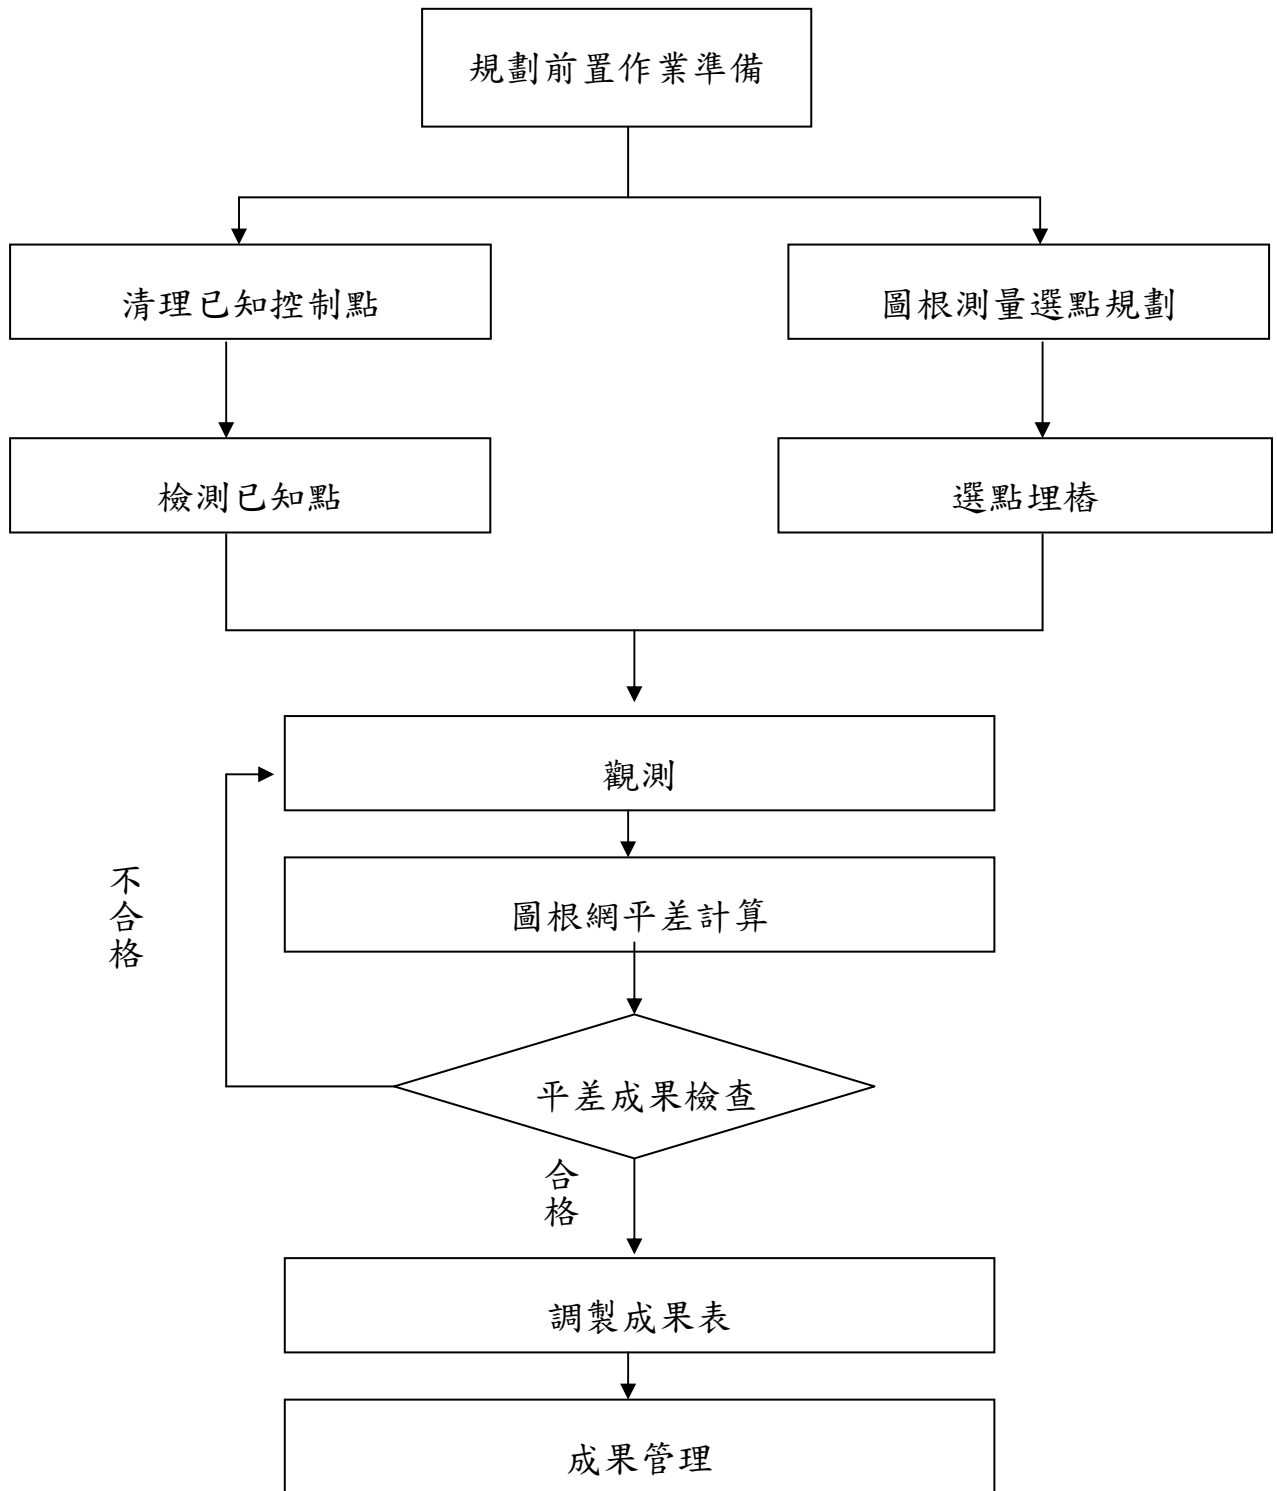 規劃前置作業準備
清理已知控制點
圖根測量選點規劃
檢測已知點
選點埋樁
觀測
圖根網平差計算
不合格
平差成果檢查
合格
調製成果表
成果管理